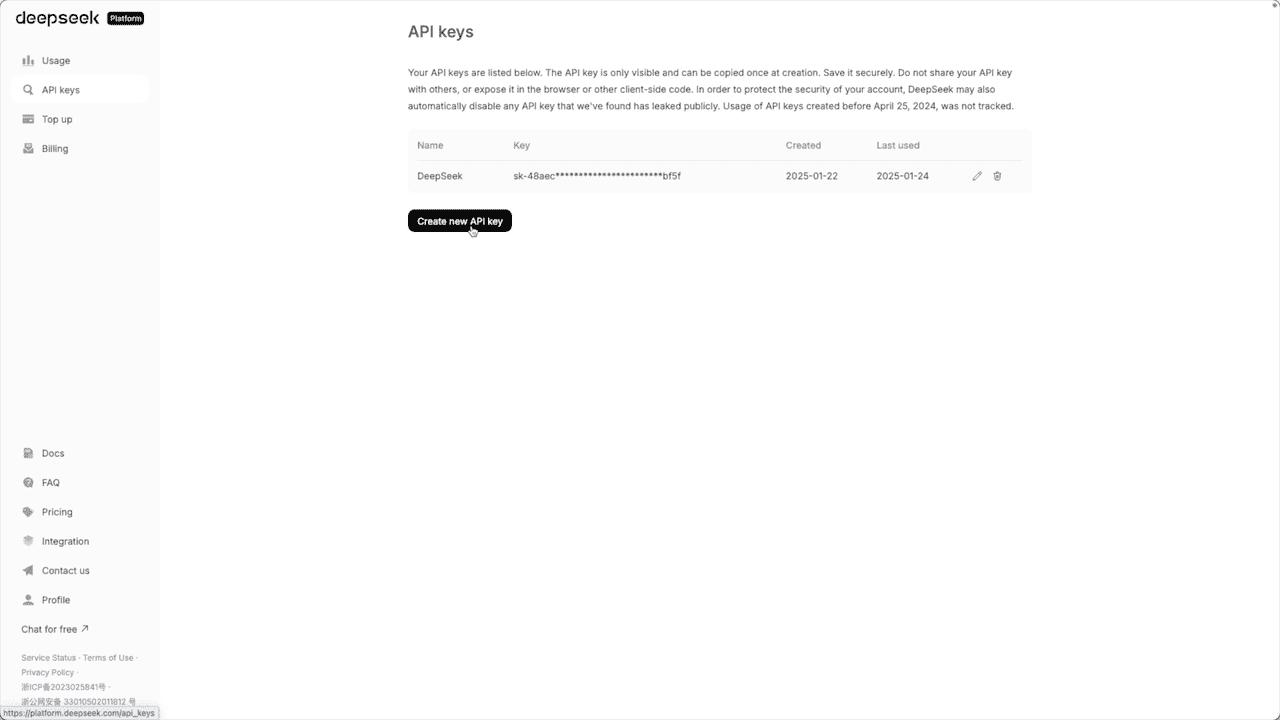 deepseek Platform
Usage
API keys
Top up
Billing
Docs
FAQ
Pricing
Integration
Contact us
Profile
Chat for free ↗
Service Status · Terms of Use ·
Privacy Policy ·
浙ICP备2023025841号 ·
浙公网安备 33010502011812 号
https://platform.deepseek.com/api_keys
API keys
Your API keys are listed below. The API key is only visible and can be copied once at creation. Save it securely. Do not share your API key
with others, or expose it in the browser or other client-side code. In order to protect the security of your account, DeepSeek may also
automatically disable any API key that we've found has leaked publicly. Usage of API keys created before April 25, 2024, was not tracked.
Name Key Created Last used
DeepSeek sk-48aec***********************bf5f 2025-01-22 2025-01-24
Create new API key